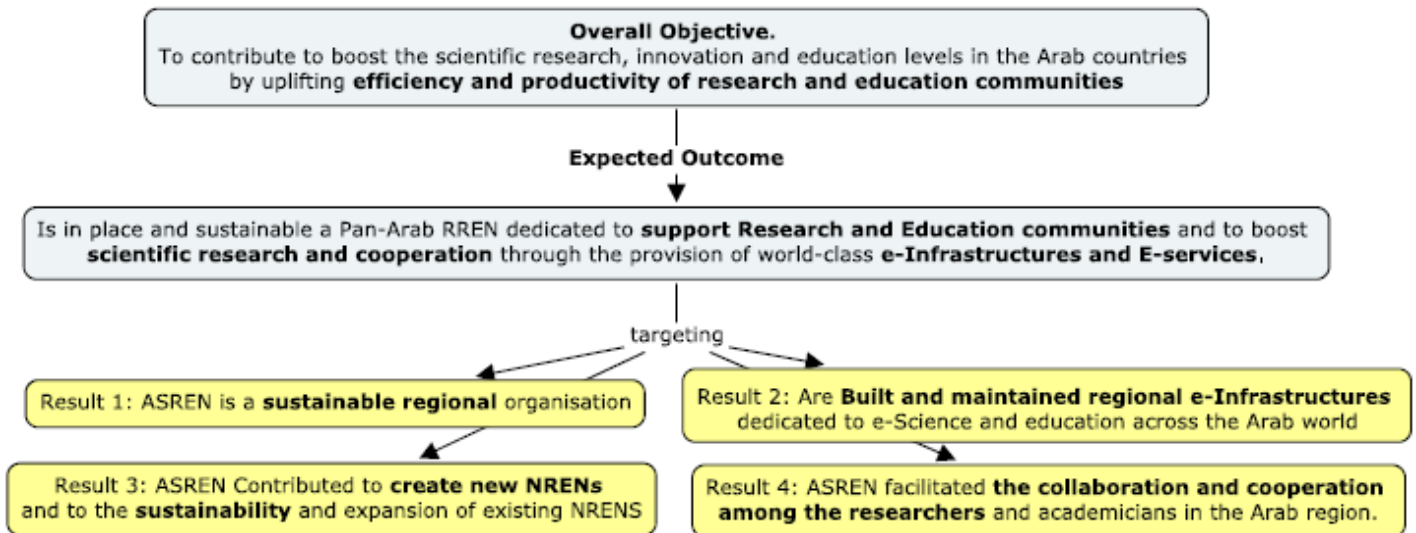 Overall Objective.
To contribute to boost the scientific research, innovation and education levels in the Arab countries
by uplifting efficiency and productivity of research and education communities
Expected Outcome
Is in place and sustainable a Pan-Arab RREN dedicated to support Research and Education communities and to boost
scientific research and cooperation through the provision of world-class e-Infrastructures and E-services.
targeting
Result 1: ASREN is a sustainable regional organisation
Result 2: Are Built and maintained regional e-Infrastructures
dedicated to e-Science and education across the Arab world
Result 3: ASREN Contributed to create new NRENs
and to the sustainability and expansion of existing NRENS
Result 4: ASREN facilitated the collaboration and cooperation
among the researchers and academicians in the Arab region.